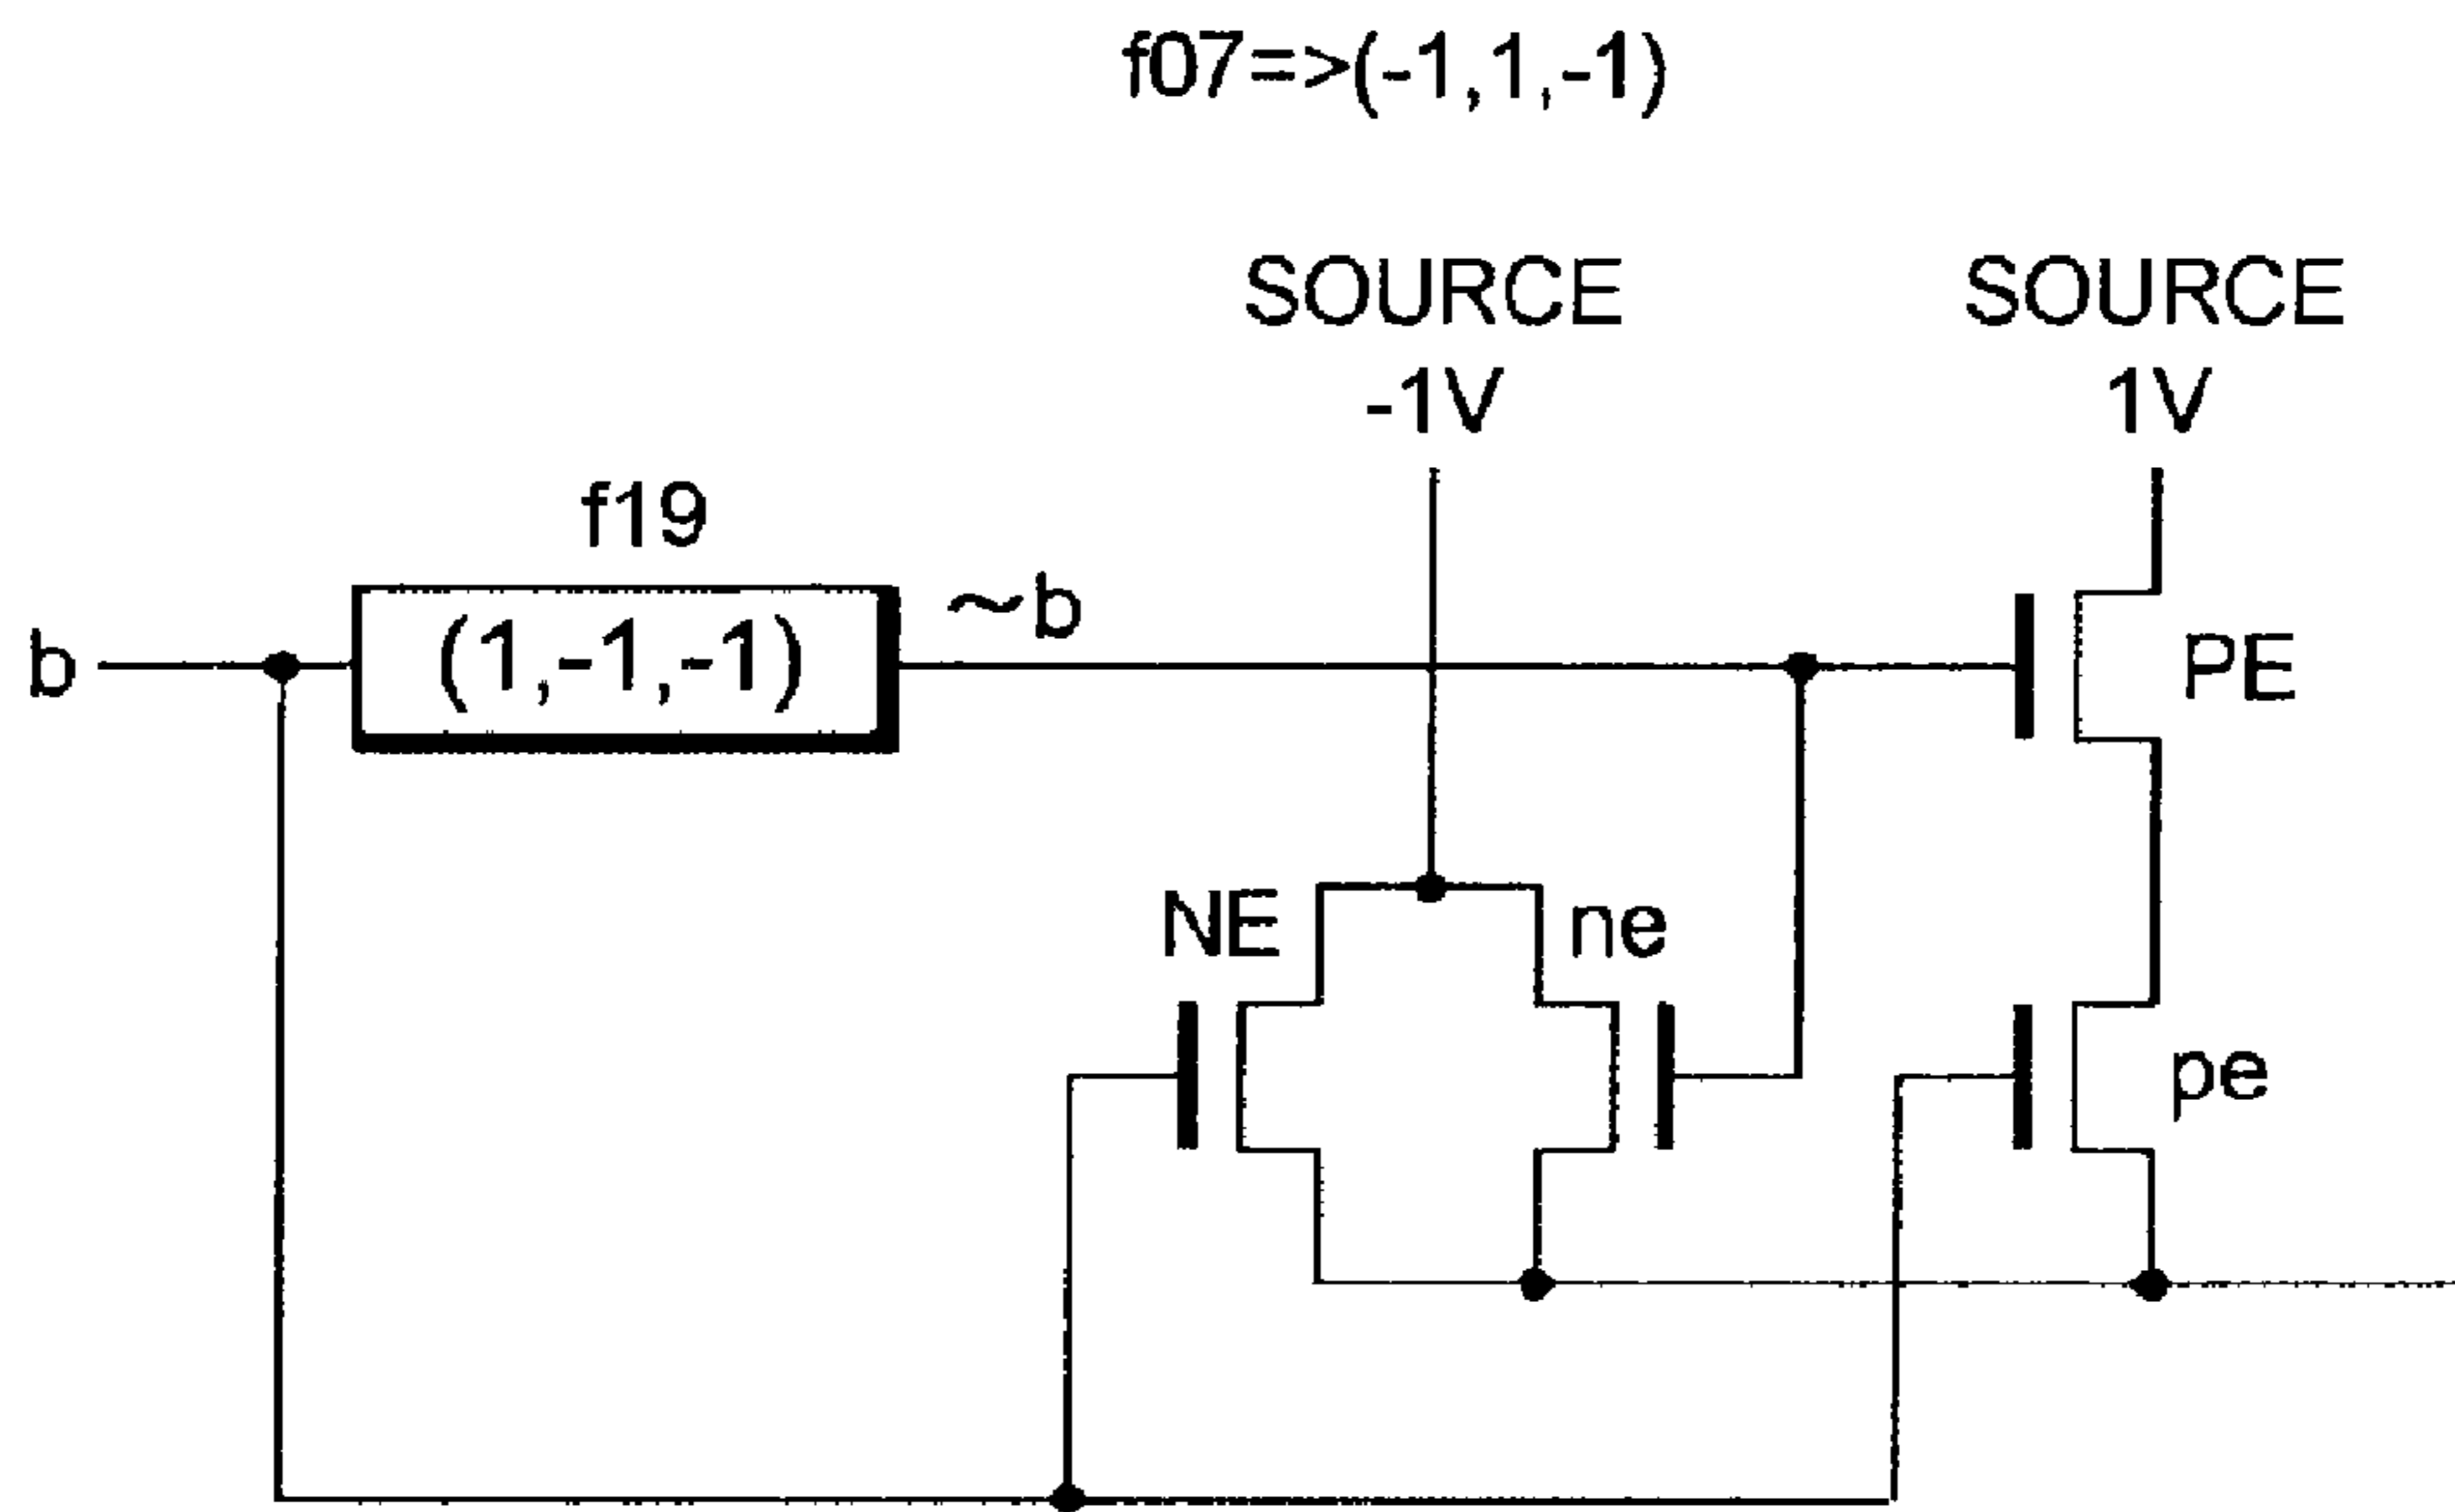 f07=>(-1,1,-1)
SOURCE
-1V
SOURCE
1V
f19
b
(1,-1,-1)
~b
PE
NE
ne
pe